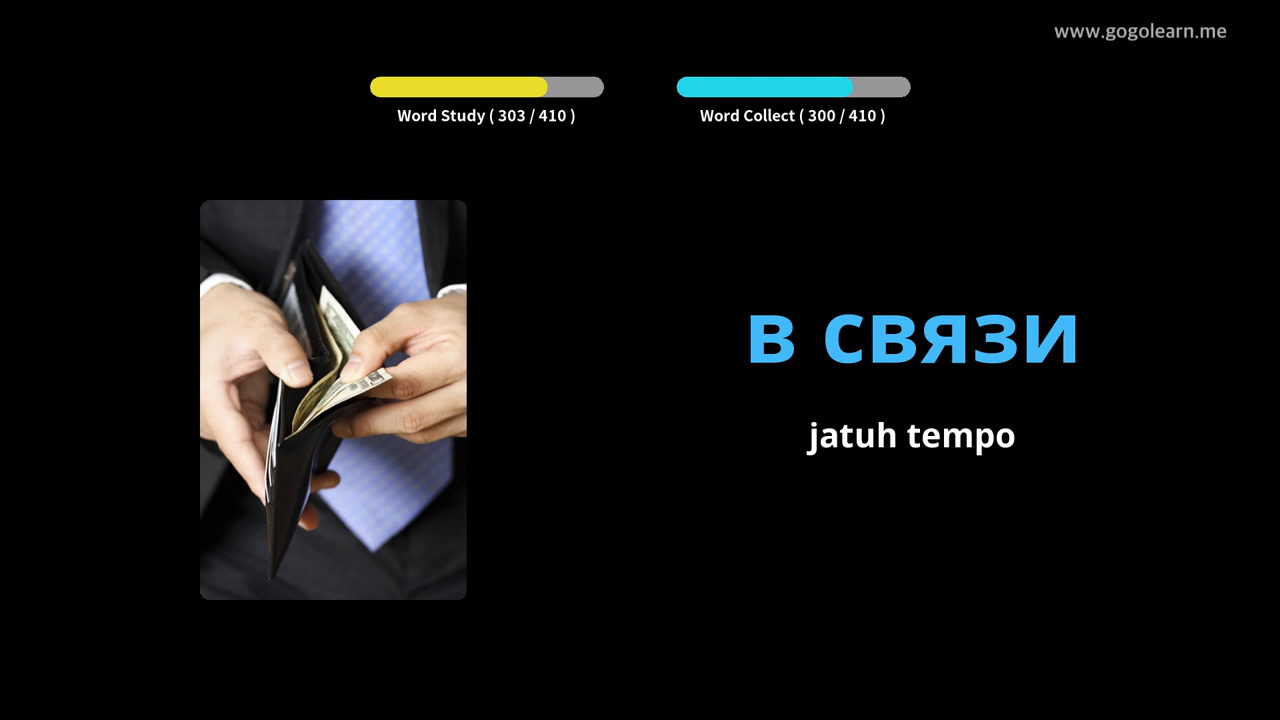 www.gogolearn.me
Word Study ( 303 / 410 )
Word Collect ( 300 / 410 )
в связи
jatuh tempo